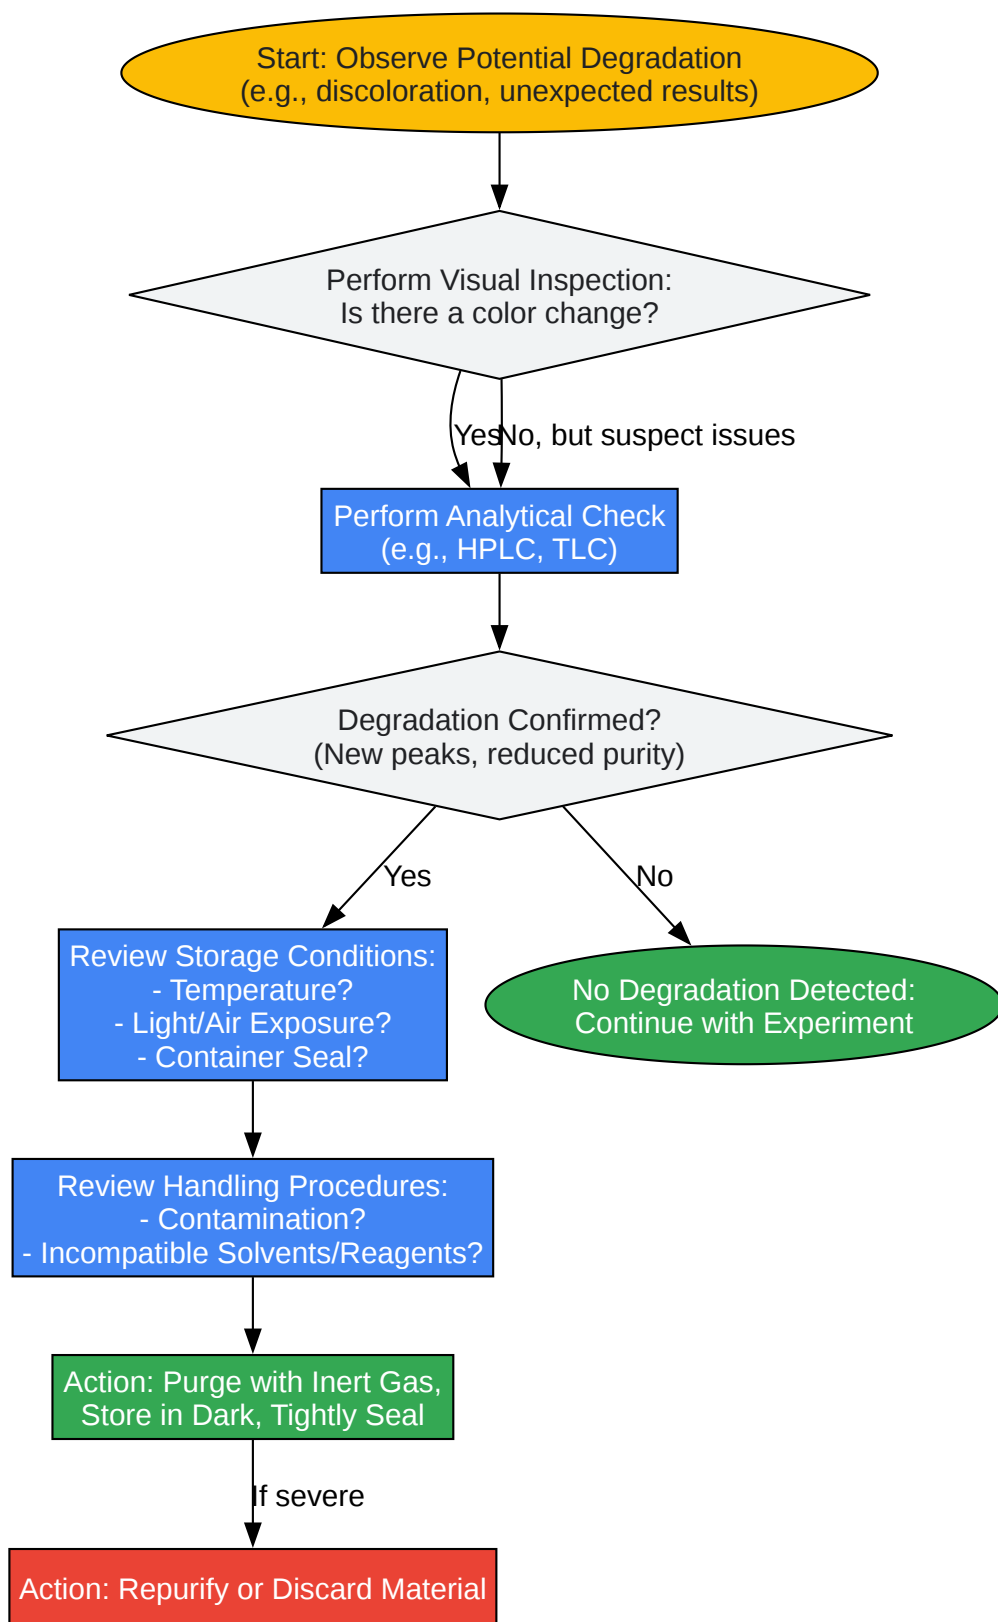 Start: Observe Potential Degradation
(e.g., discoloration, unexpected results)
Perform Visual Inspection:
Is there a color change?
Yes
No, but suspect issues
Perform Analytical Check
(e.g., HPLC, TLC)
Degradation Confirmed?
(New peaks, reduced purity)
Yes
No
Review Storage Conditions:
- Temperature?
- Light/Air Exposure?
- Container Seal?
No Degradation Detected:
Continue with Experiment
Review Handling Procedures:
- Contamination?
- Incompatible Solvents/Reagents?
Action: Purge with Inert Gas,
Store in Dark, Tightly Seal
If severe
Action: Repurify or Discard Material